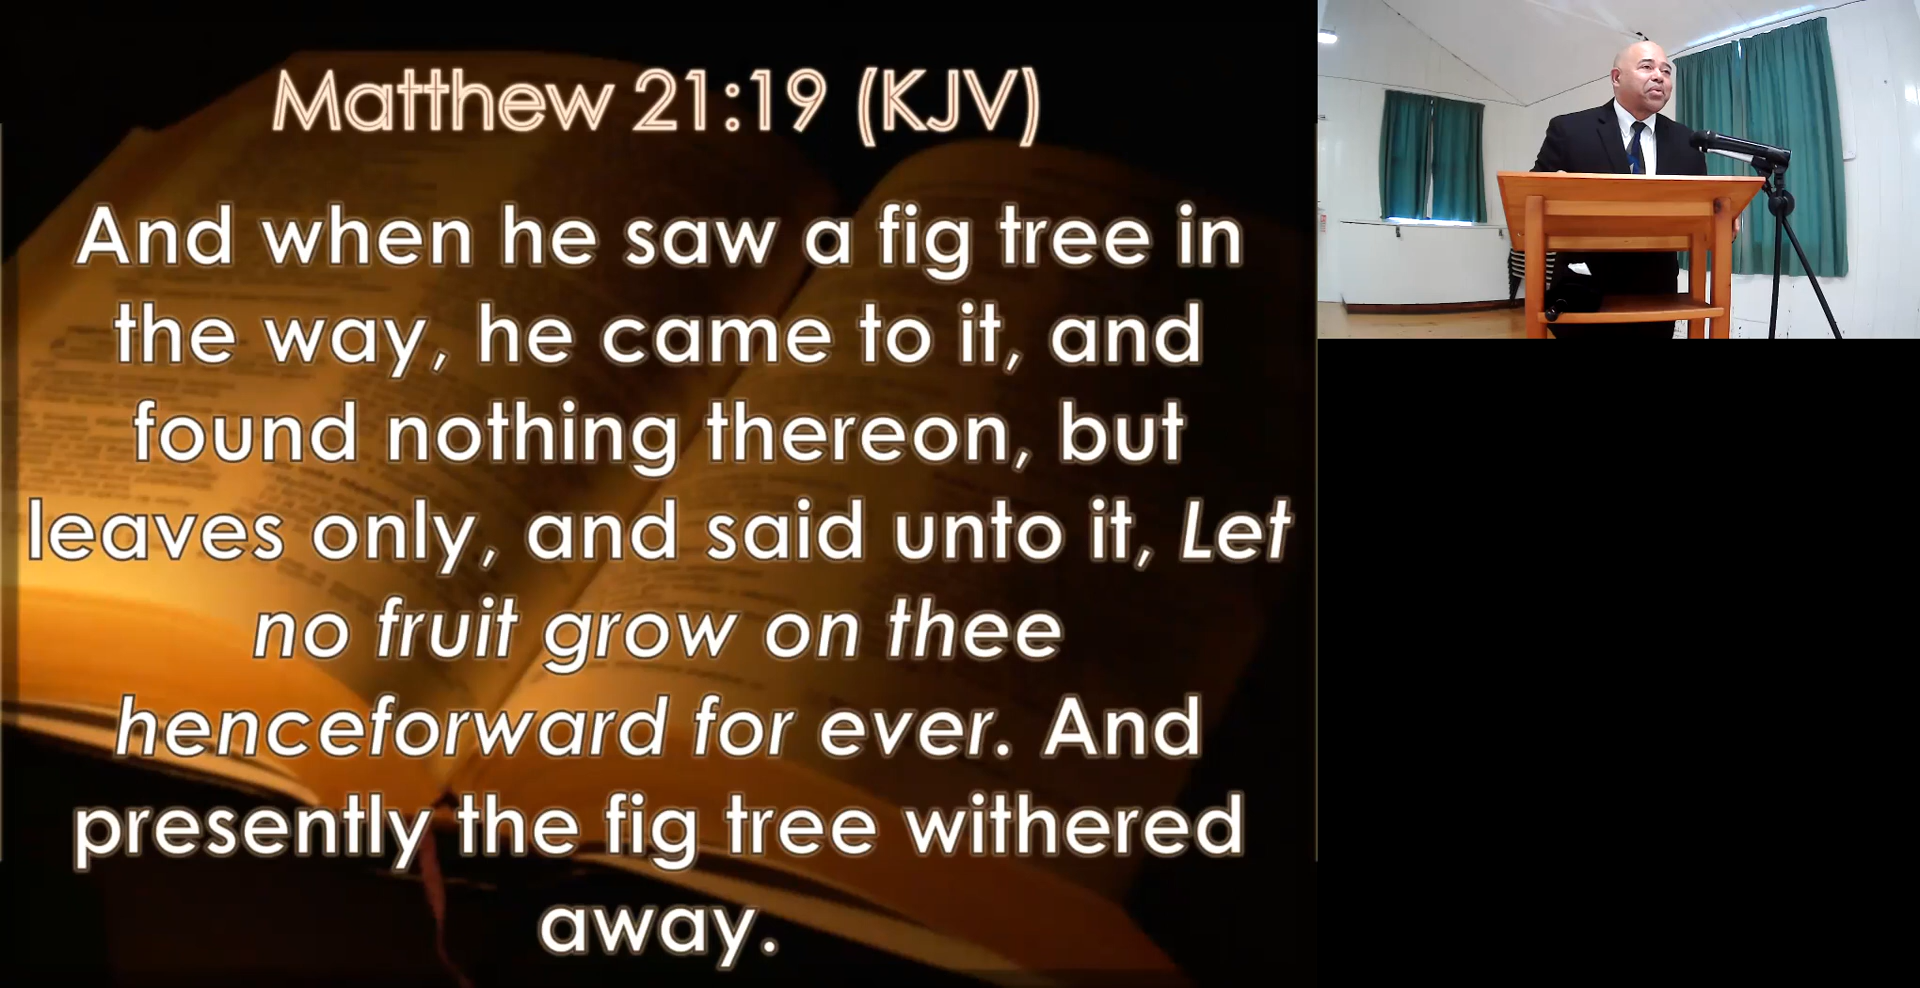 Matthew 21:19 (KJV)
And when he saw a fig tree in
the way, he came to it, and
found nothing thereon, but
leaves only, and said unto it, Let
no fruit grow on thee
henceforward for ever. And
presently the fig tree withered
away.